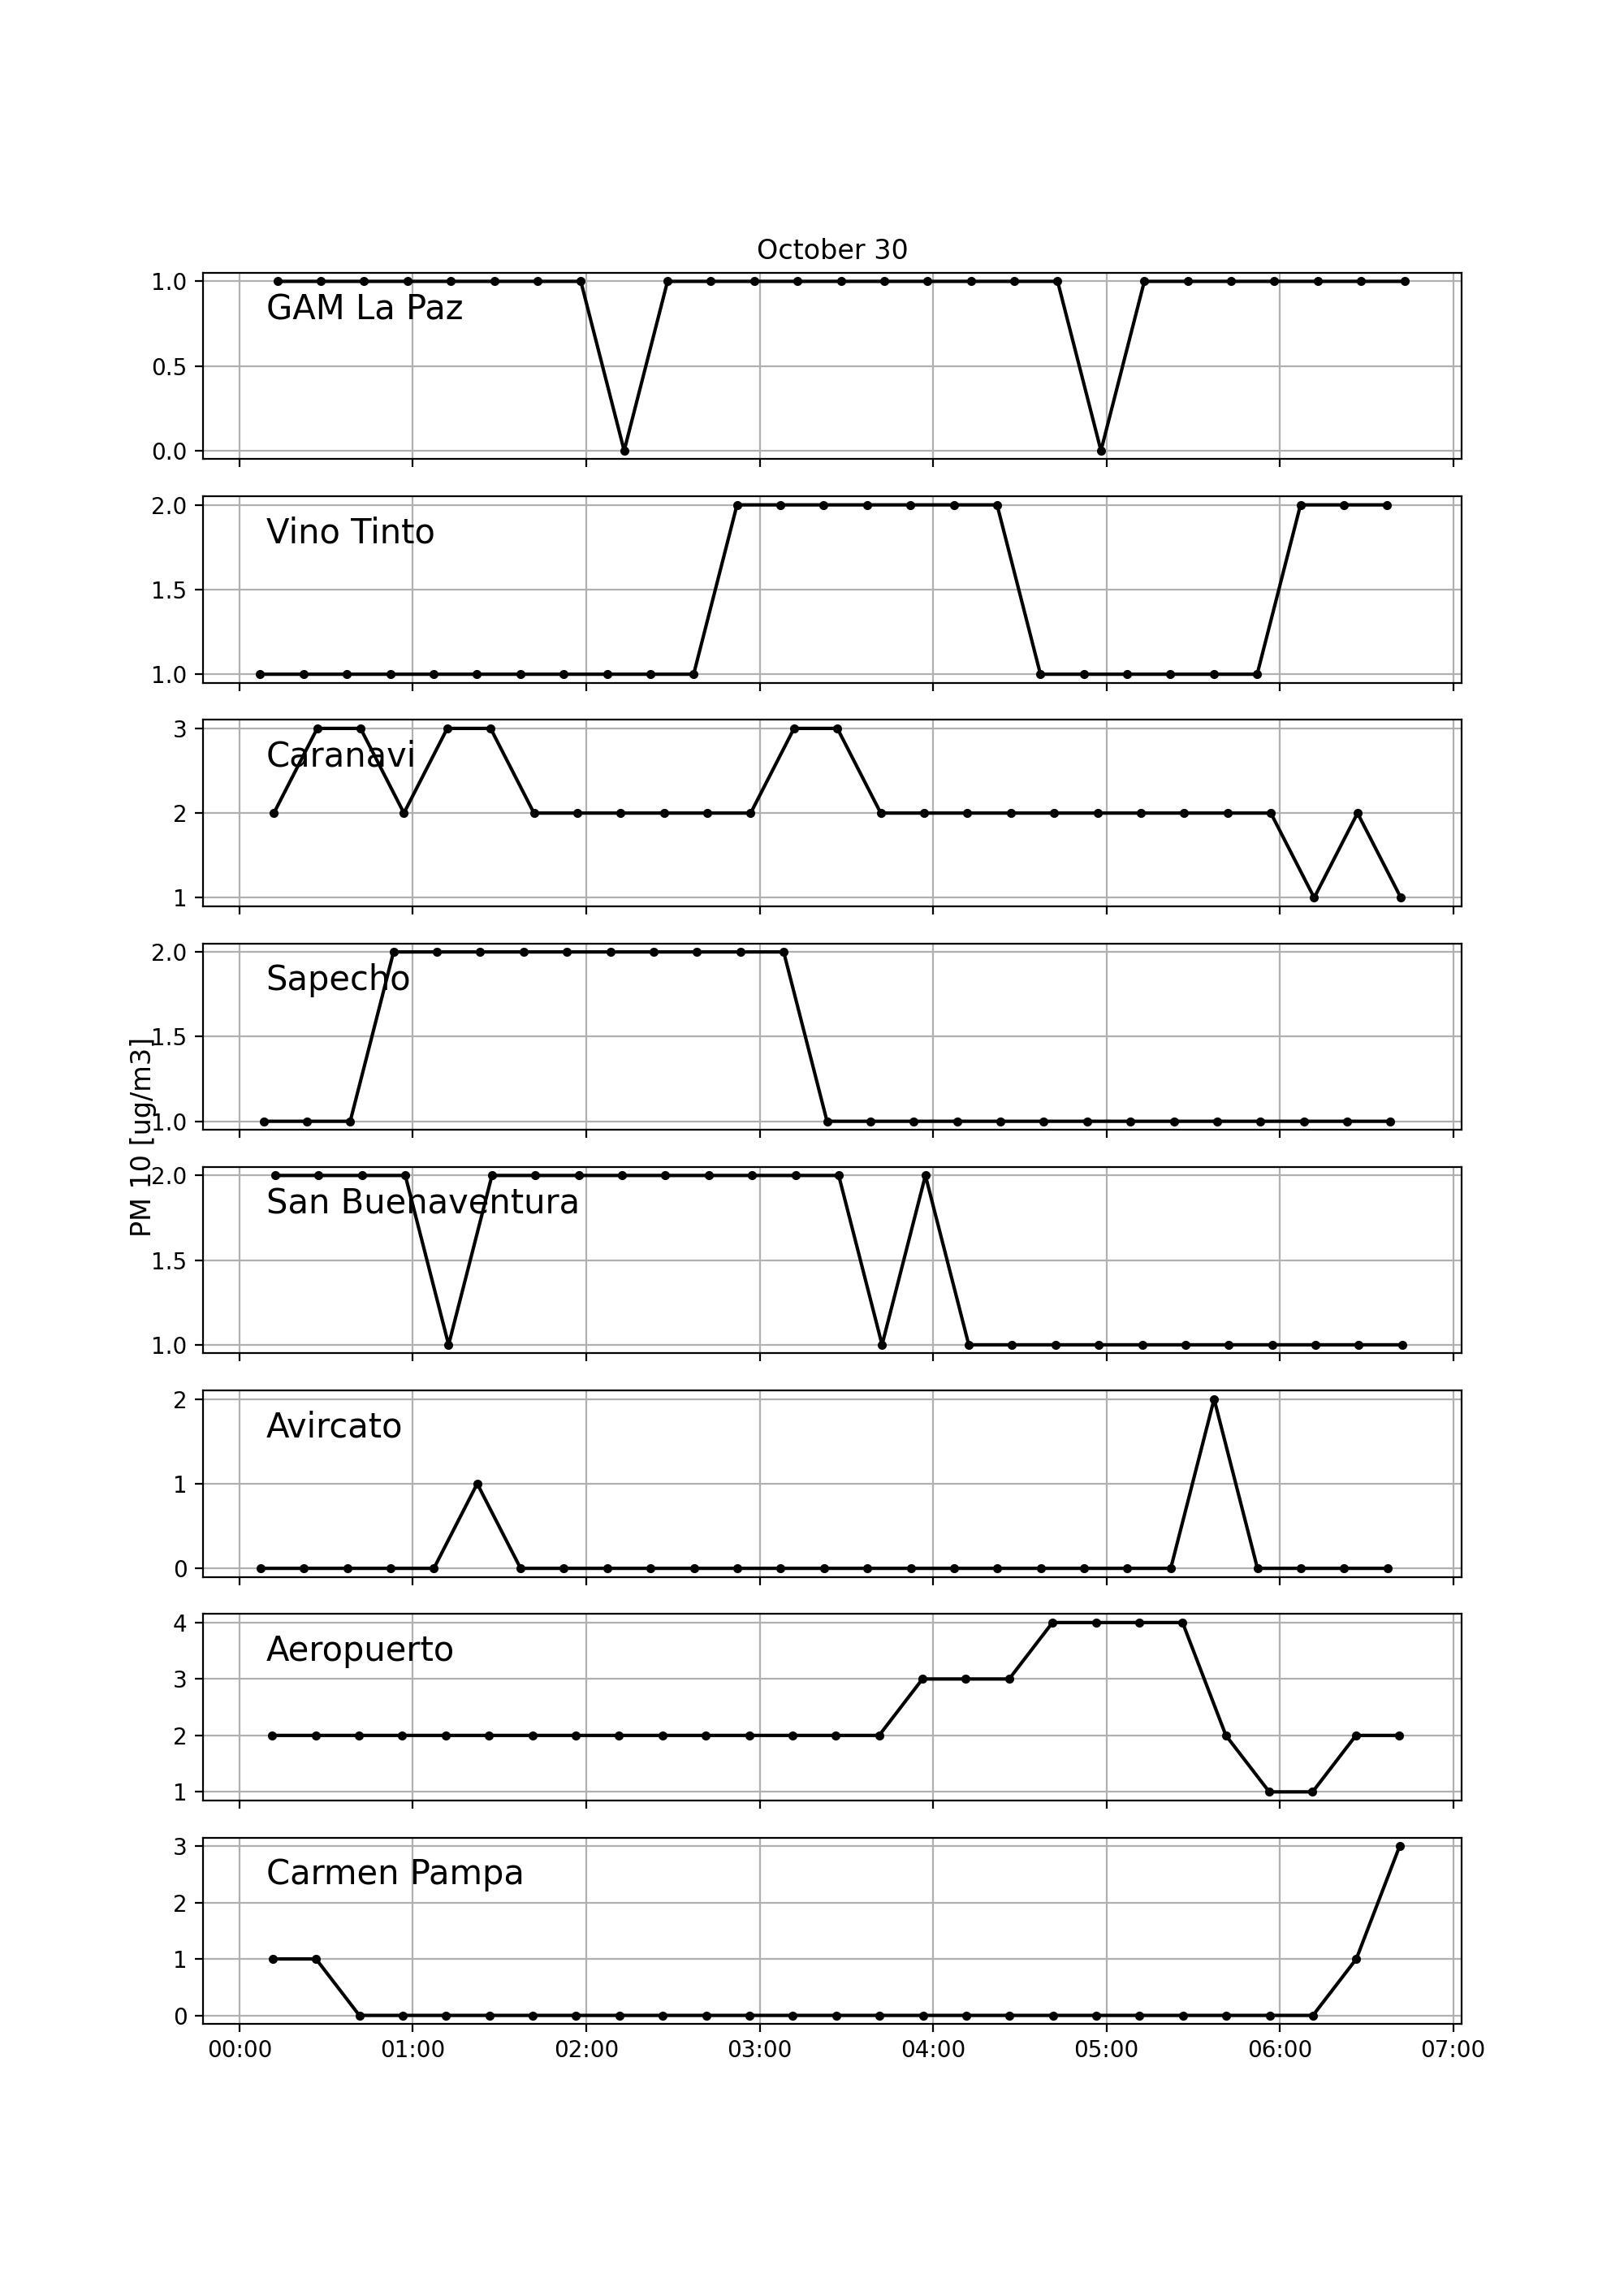 October 30
1.0
GAM La Paz
0.5
0.0
2.0
Vino Tinto
1.5
1.0
3
Caranavi
2
1
2.0
Sapecho
1.5
1.0
PM 10 [ug/m3]
2.0
San Buenaventura
1.5
1.0
2
Avircato
1
0
4
Aeropuerto
3
2
1
3
Carmen Pampa
2
1
0
00:00 01:00 02:00 03:00 04:00 05:00 06:00 07:00